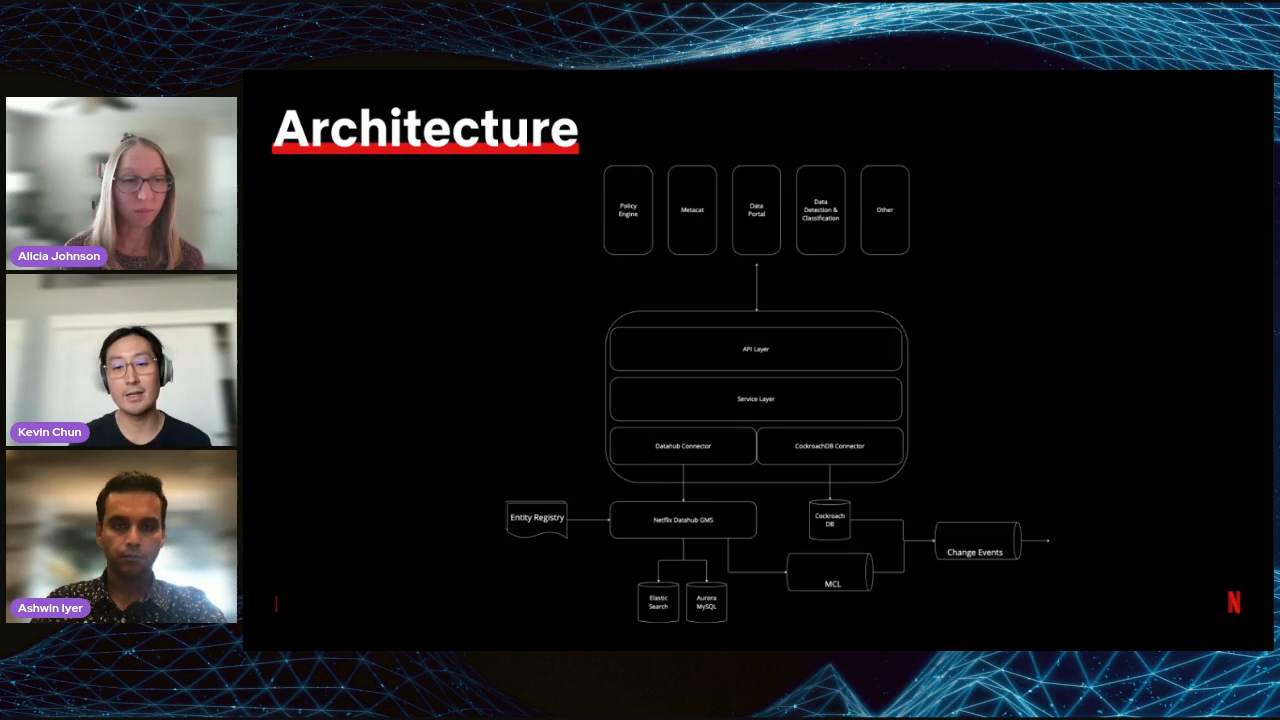 Architecture
Policy
Engine
Metacat
Data
Portal
Data
Detection &
Classification
Other
API Layer
Service Layer
Datahub Connector
CockroachDB Connector
Entity Registry
Netflix Datahub GMS
Cockroach
DB
Change Events
MCL
Elastic
Search
Aurora
MySQL
N
Alicia Johnson
Kevin Chun
Ashwin Iyer